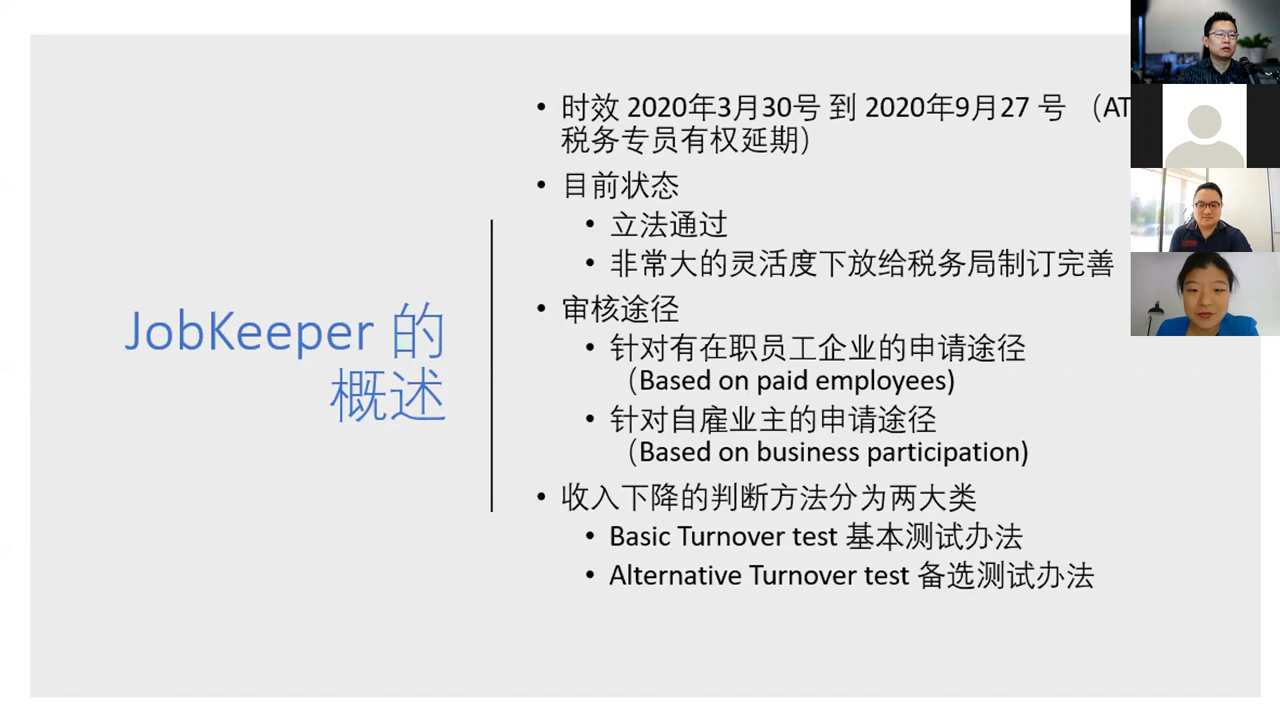 JobKeeper 的
概述
• 时效 2020年3月30号 到 2020年9月27 号 （AT
税务专员有权延期）
• 目前状态
• 立法通过
• 非常大的灵活度下放给税务局制订完善
• 审核途径
• 针对有在职员工企业的申请途径
（Based on paid employees)
• 针对自雇业主的申请途径
（Based on business participation)
• 收入下降的判断方法分为两大类
• Basic Turnover test 基本测试办法
• Alternative Turnover test 备选测试办法